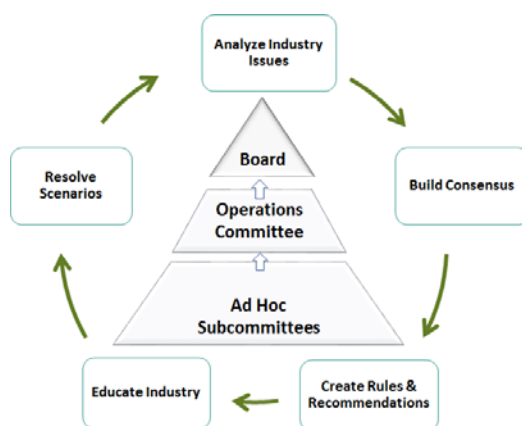 Analyze Industry
Issues
Board
Resolve
Scenarios
Build Consensus
Operations
Committee
Ad Hoc
Subcommittees
Educate Industry
Create Rules &
Recommendations